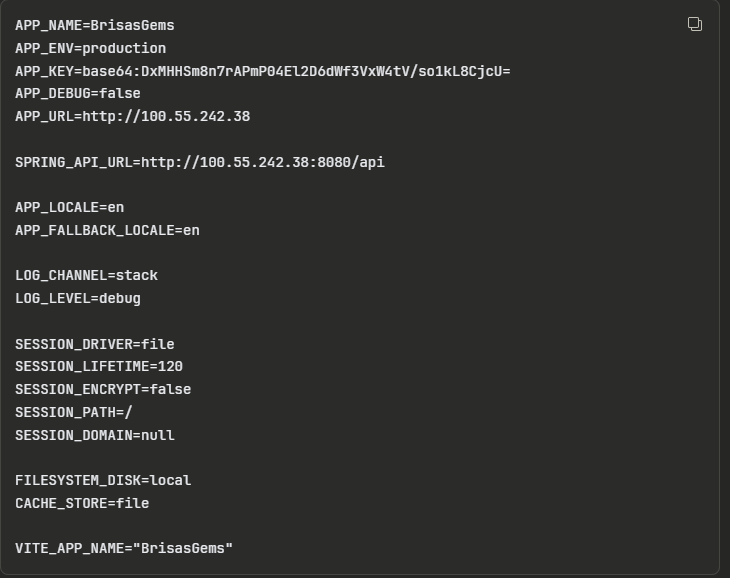 APP_NAME=BrisasGems
APP_ENV=production
APP_KEY=base64:DxMHHSm8n7rAPmP04El2D6dWf3VxW4tV/so1kL8CjcU=
APP_DEBUG=false
APP_URL=http://100.55.242.38
SPRING_API_URL=http://100.55.242.38:8080/api
APP_LOCALE=en
APP_FALLBACK_LOCALE=en
LOG_CHANNEL=stack
LOG_LEVEL=debug
SESSION_DRIVER=file
SESSION_LIFETIME=120
SESSION_ENCRYPT=false
SESSION_PATH=/
SESSION_DOMAIN=null
FILESYSTEM_DISK=local
CACHE_STORE=file
VITE_APP_NAME="BrisasGems"